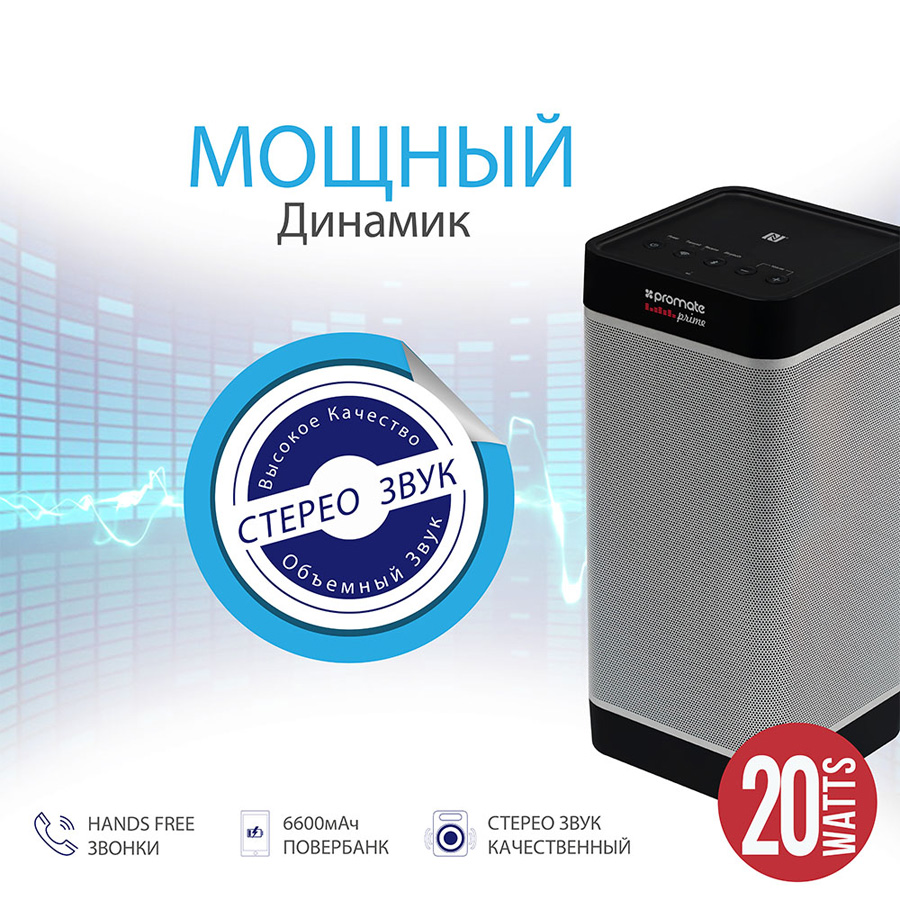 МОЩНЫЙ
Динамик
promate
prime
Высокое Качество
СТЕРЕО ЗВУК
Объемный Звук
HANDS FREE
ЗВОНКИ
6600мАч
ПОВЕРБАНК
СТЕРЕО ЗВУК
КАЧЕСТВЕННЫЙ
20
WATTS